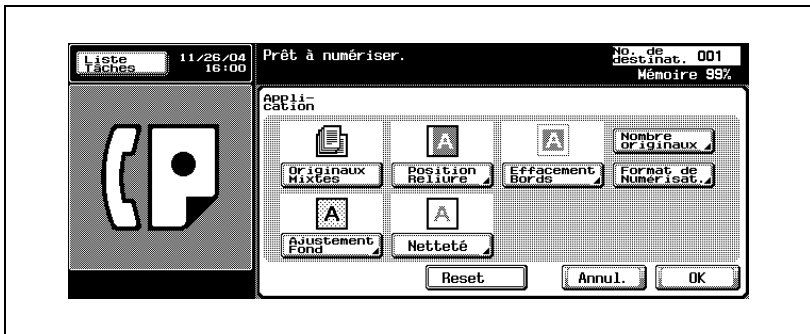 Liste
Tâches
11/26/04
16:00
Prêt à numériser.
No. de
destinat. 001
Mémoire 99%
Appli-
cation
Originaux
Mixtes
Position
Reliure
Effacement
Bords
Nombre
originaux
Format de
Numérisat.
Ajustement
Fond
Netteté
Reset
Annul.
OK